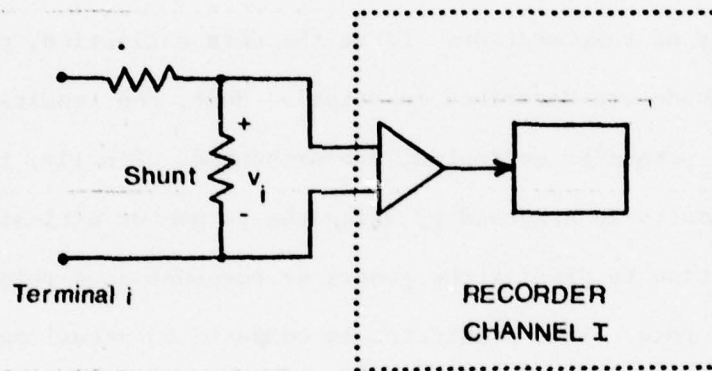 Shunt
+
v i
-
Terminal i
RECORDER
CHANNEL I